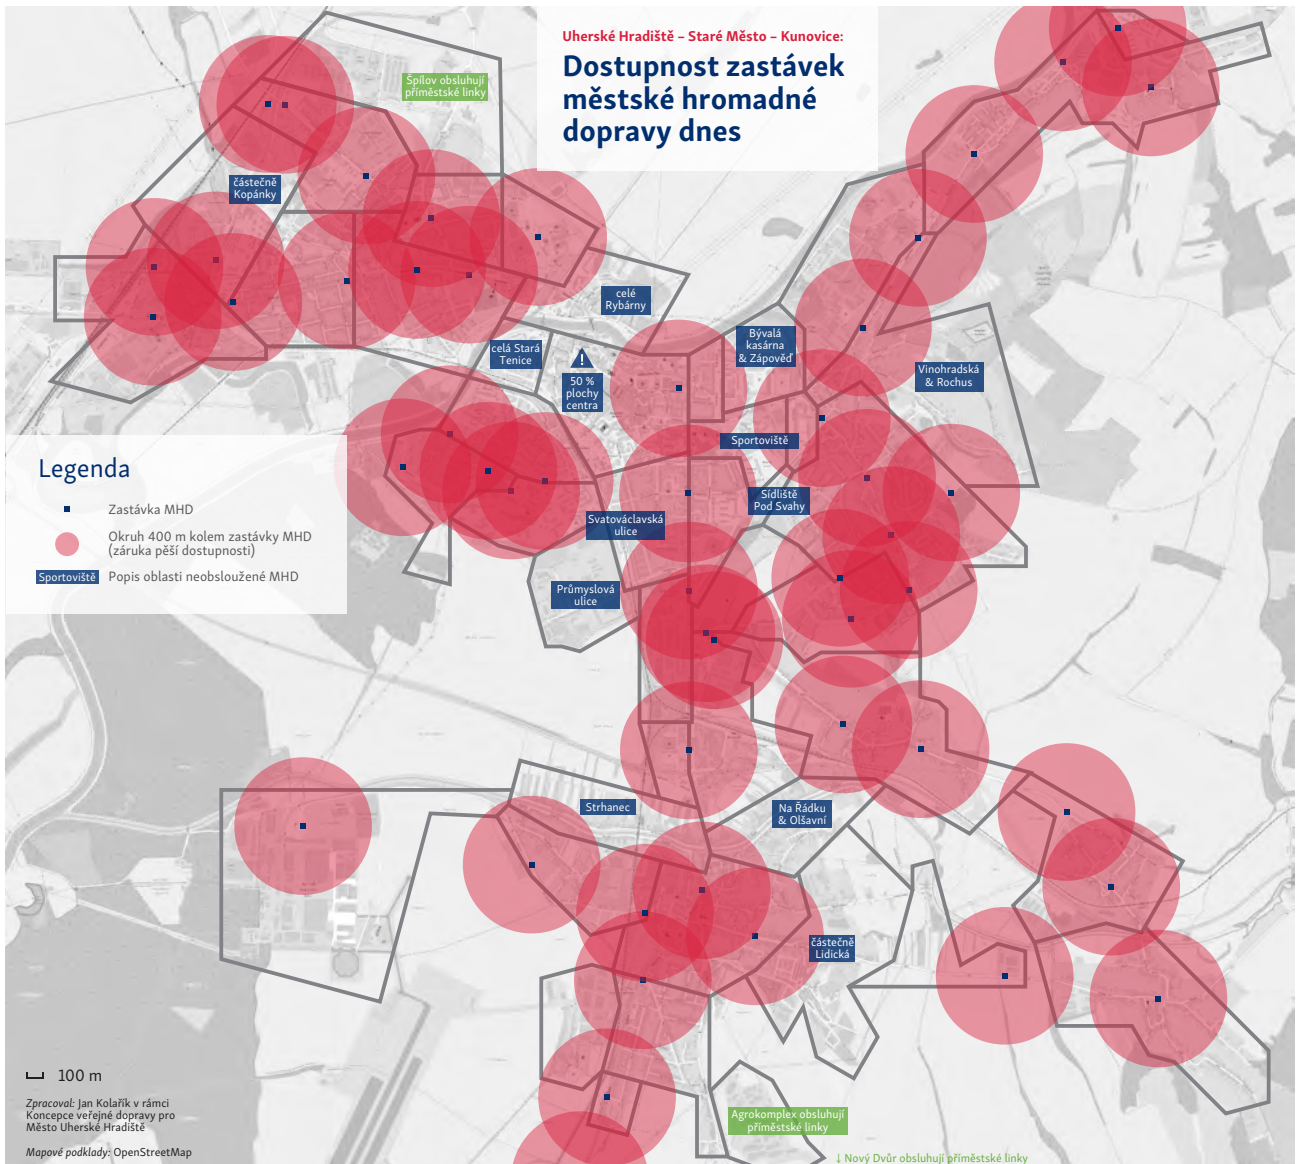 Uherské Hradiště – Staré Město – Kunovice:
Dostupnost zastávek
městské hromadné
dopravy dnes
Špílov obsluhují
příměstské linky
částečně
Kopánky
celé
Rybárny
celá Stará
Tenice
!
50 %
plochy
centra
Bývalá
kasárna
& Zápověď
Vinohradská
& Rochus
Sportoviště
Sídliště
Pod Svahy
Svatováclavská
ulice
Průmyslová
ulice
Legenda
Zastávka MHD
Okruh 400 m kolem zastávky MHD
(záruka pěší dostupnosti)
Sportoviště Popis oblasti neobsloužené MHD
Strhanec
Na Řádku
& Olšavní
částečně
Lidická
Agrokomplex obsluhují
příměstské linky
↓ Nový Dvůr obsluhují příměstské linky
100 m
Zpracoval: Jan Kolařík v rámci
Koncepce veřejné dopravy pro
Město Uherské Hradiště
Mapové podklady: OpenStreetMap